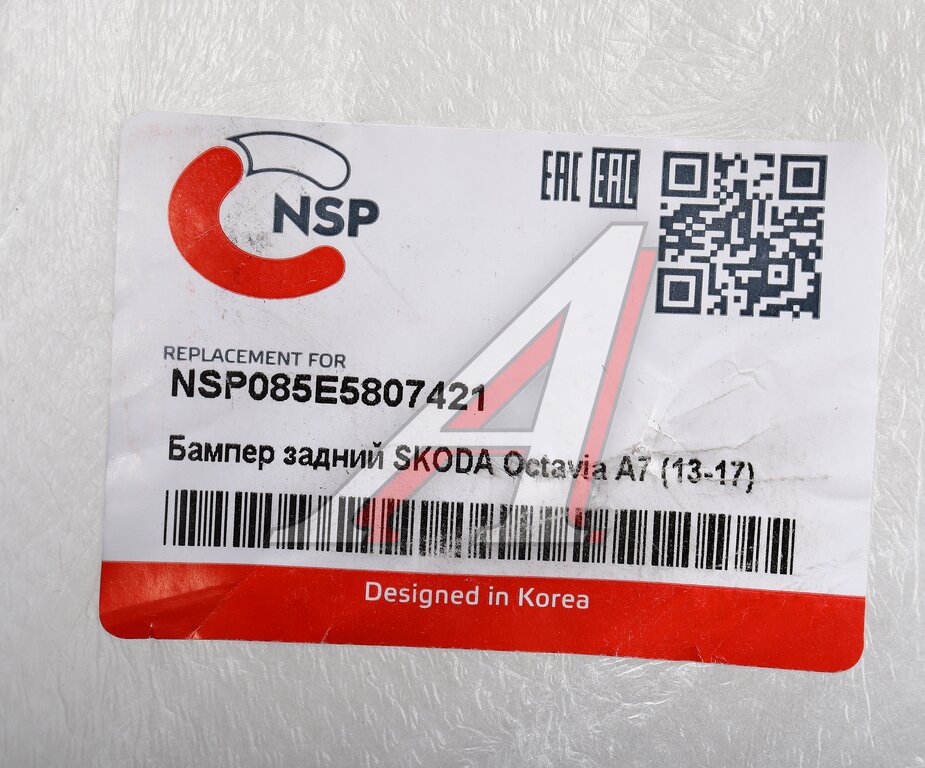 NSP
EAC EAC
REPLACEMENT FOR
NSP085E5807421
Бампер задний SKODA Octavia A7 (13-17)
Designed in Korea